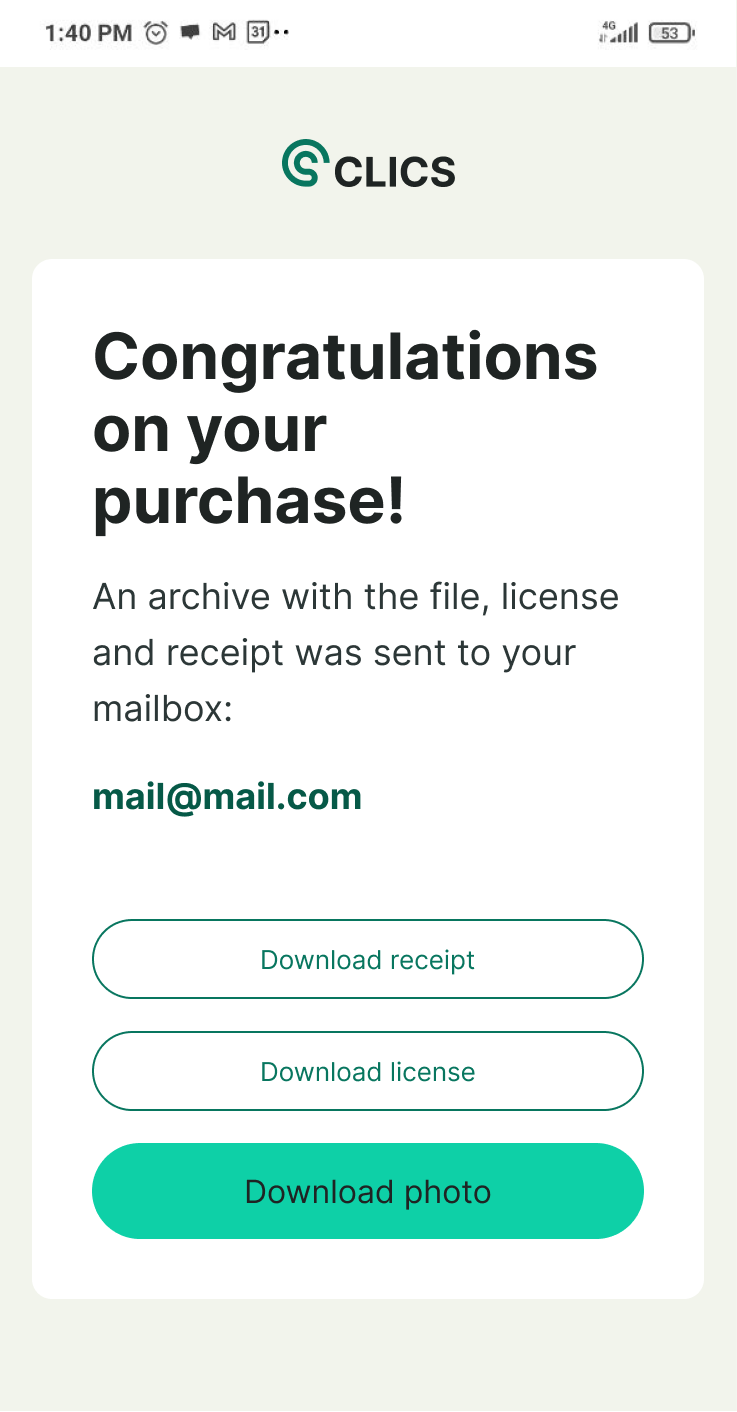 1:40 PM 31 4G 53
CLICS
Congratulations
on your
purchase!
An archive with the file, license
and receipt was sent to your
mailbox:
mail@mail.com
Download receipt
Download license
Download photo